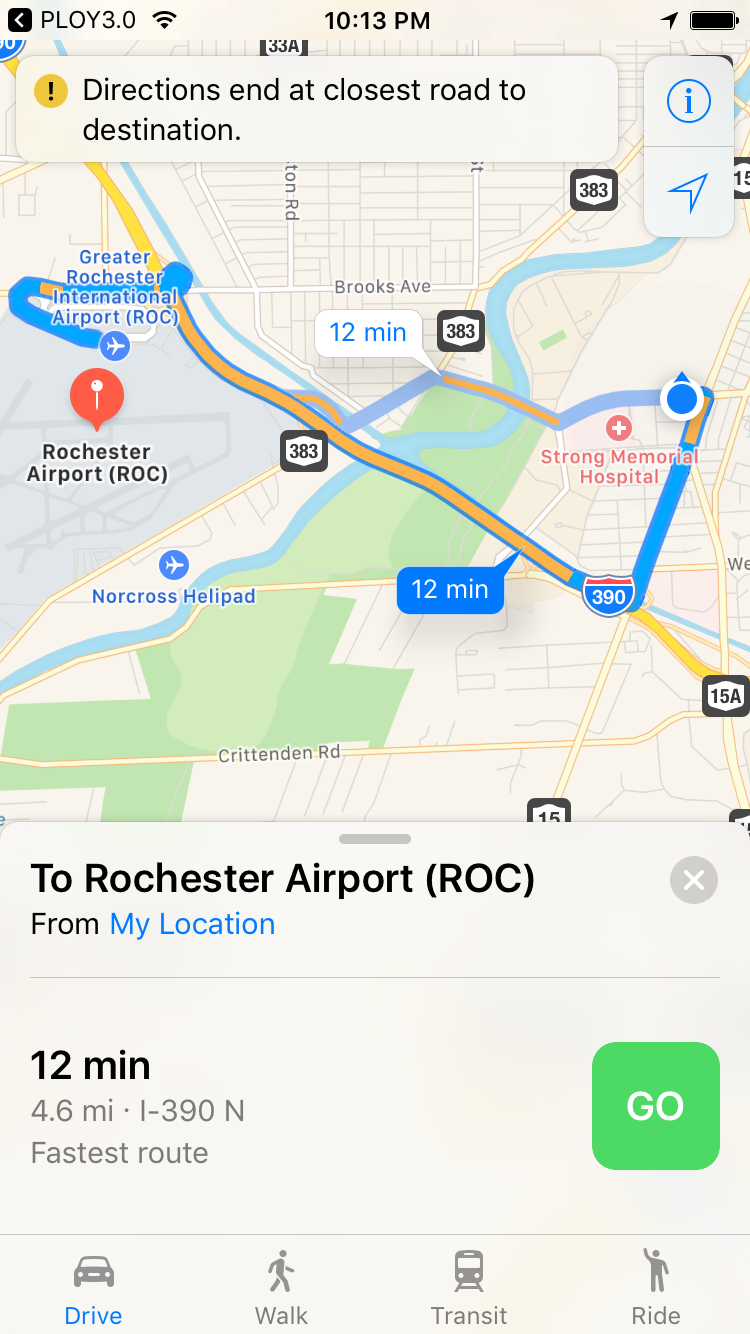 PLOY3.0
10:13 PM
33A
Directions end at closest road to
destination.
ton Rd
383
15
Greater
Rochester
International
Airport (ROC)
Brooks Ave
12 min
383
Rochester
Airport (ROC)
383
Strong Memorial
Hospital
Norcross Helipad
12 min
390
We
15A
Crittenden Rd
15
To Rochester Airport (ROC)
From My Location
12 min
4.6 mi · I-390 N
Fastest route
GO
Drive
Walk
Transit
Ride